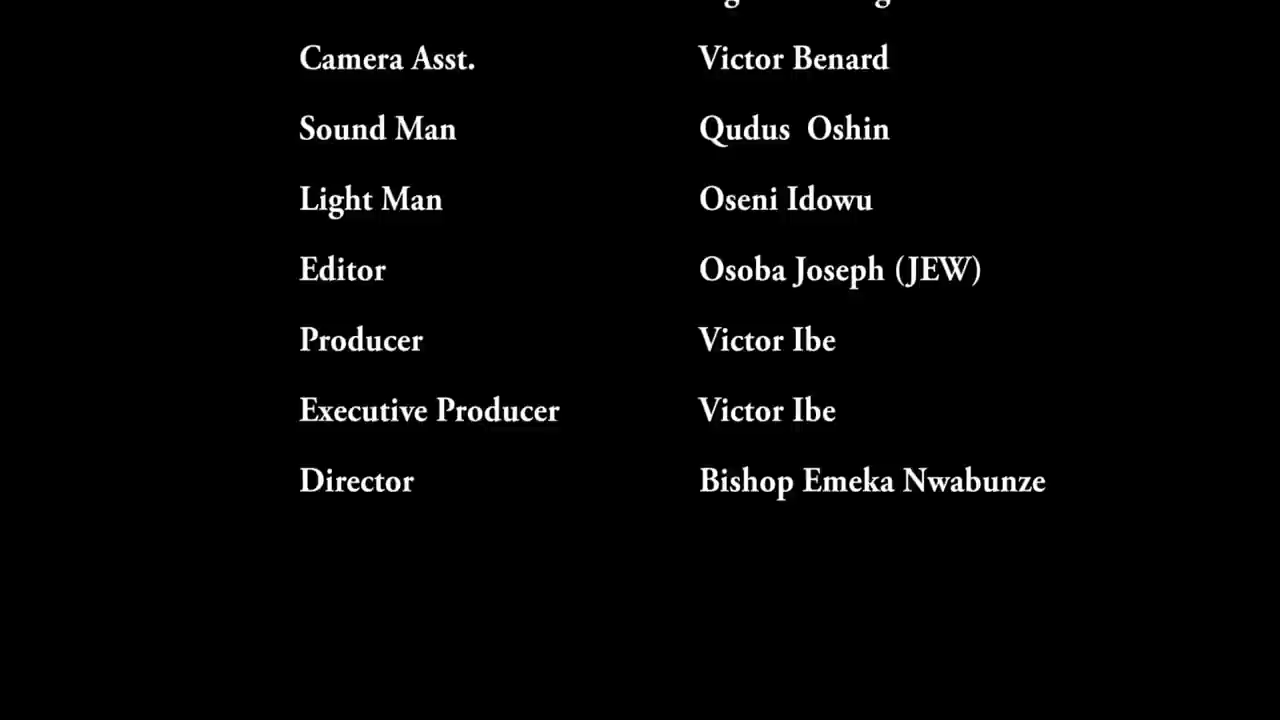 Camera Asst. Victor Benard
Sound Man Qudus  Oshin
Light Man Oseni Idowu
Editor Osoba Joseph (JEW)
Producer Victor Ibe
Executive Producer Victor Ibe
Director Bishop Emeka Nwabunze